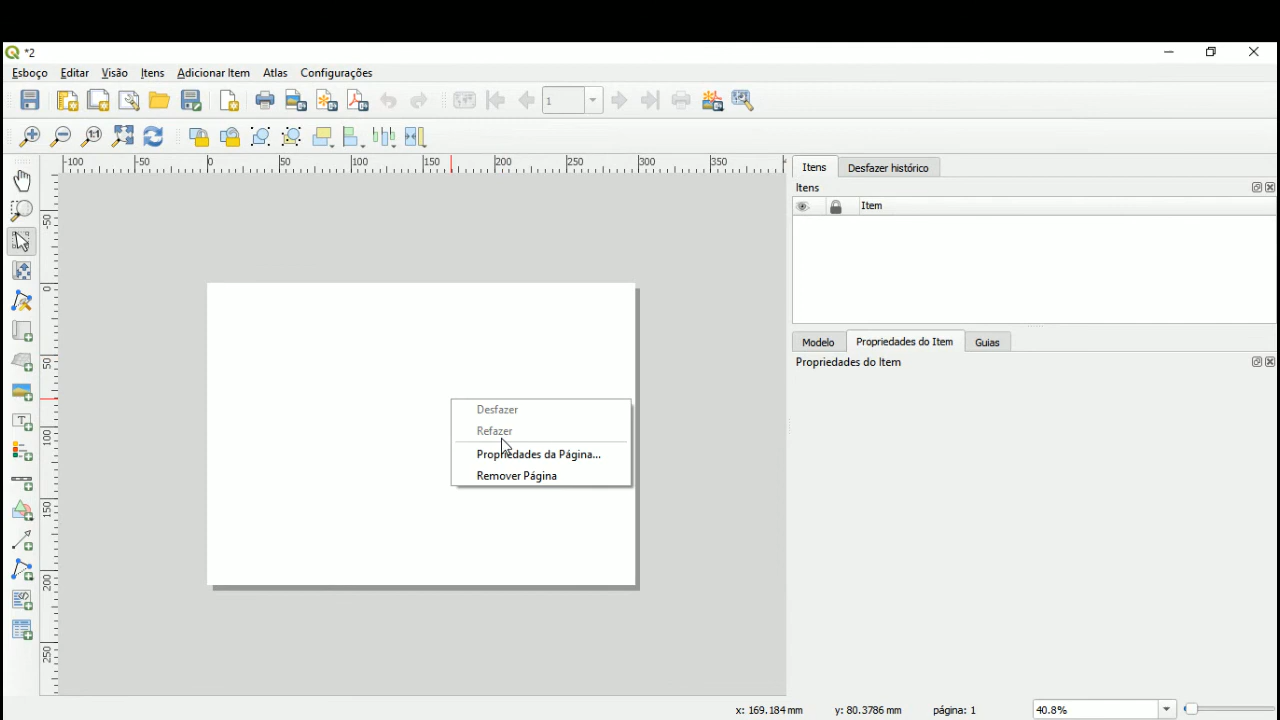 *2
Esboço Editar Visão Itens Adicionar Item Atlas Configurações
1
-100 -50 0 50 100 150 200 250 300 350
Itens Desfazer histórico
Itens
Item
-50
0
50
100
150
200
250
Modelo Propriedades do Item Guias
Propriedades do Item
Desfazer
Refazer
Propriedades da Página...
Remover Página
x: 169.184 mm y: 80.3786 mm página: 1 40.8%